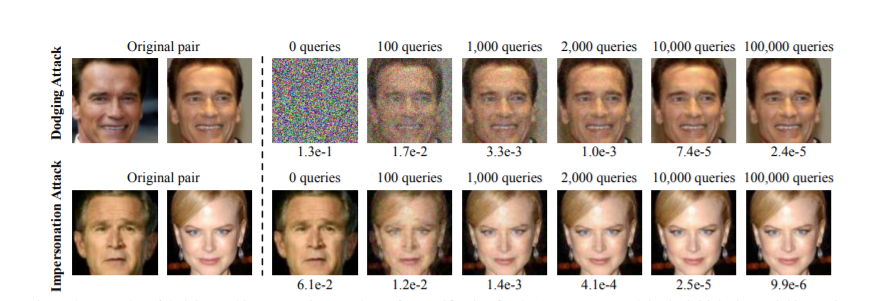 Dodging Attack
Original pair
0 queries 100 queries 1,000 queries 2,000 queries 10,000 queries 100,000 queries
1.3e-1 1.7e-2 3.3e-3 1.0e-3 7.4e-5 2.4e-5
Impersonation Attack
Original pair
0 queries 100 queries 1,000 queries 2,000 queries 10,000 queries 100,000 queries
6.1e-2 1.2e-2 1.4e-3 4.1e-4 2.5e-5 9.9e-6